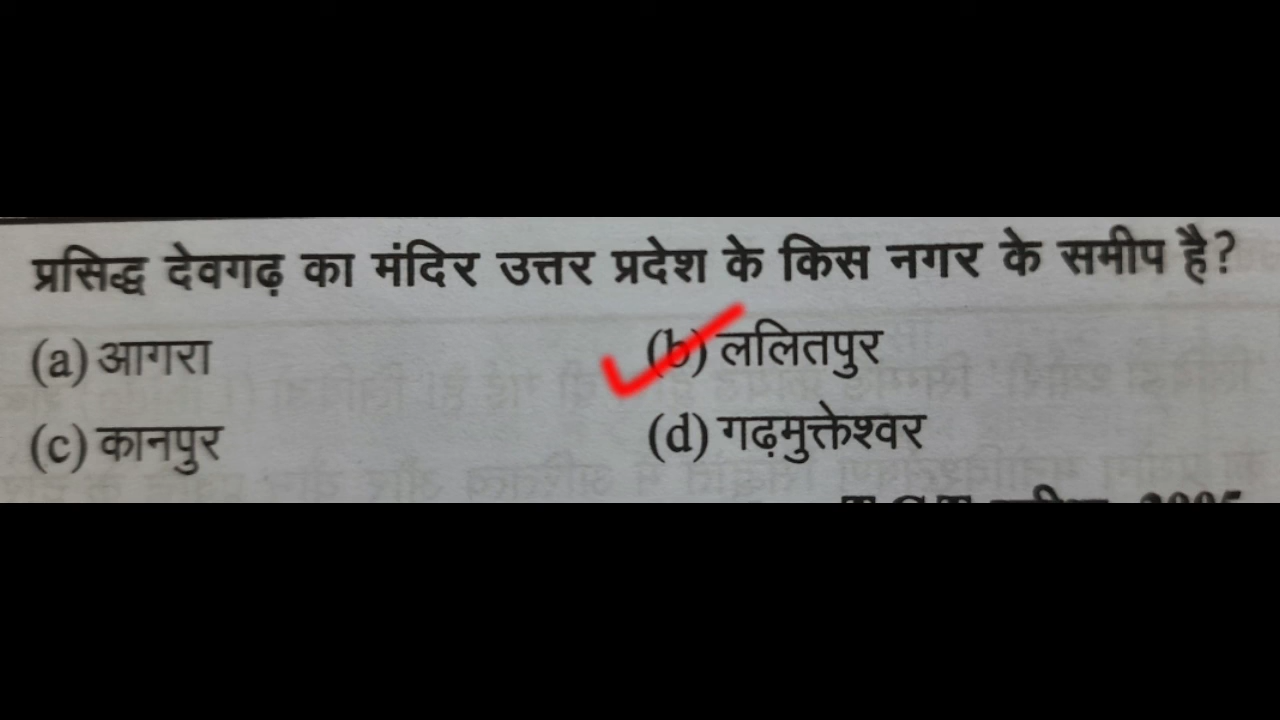 प्रसिद्ध देवगढ़ का मंदिर उत्तर प्रदेश के किस नगर के समीप है?
(a) आगरा (b) ललितपुर
(c) कानपुर (d) गढ़मुक्तेश्वर